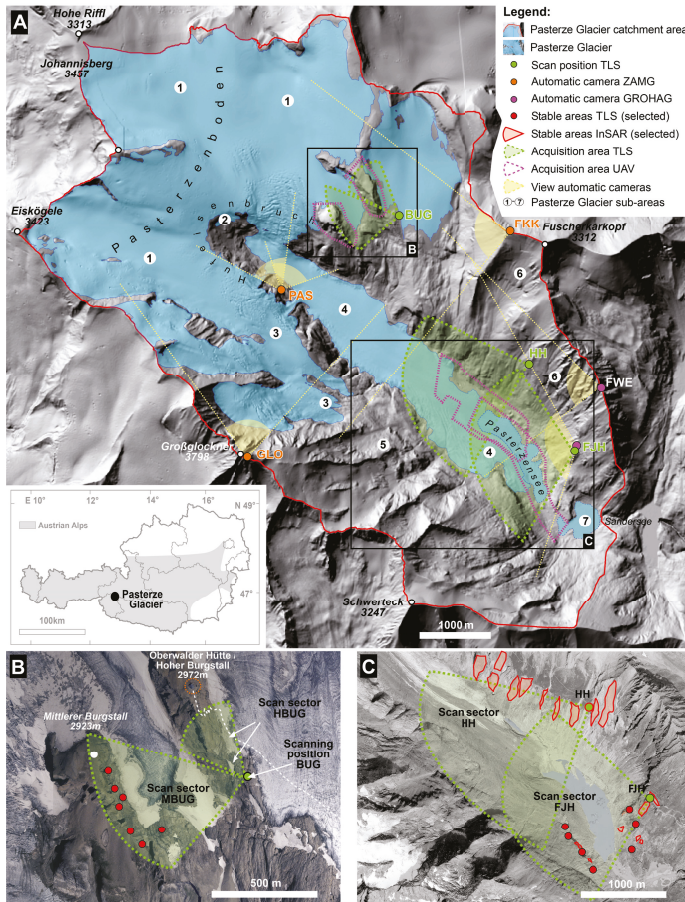 A
Hohe Riffl
3313
Johannisberg
3457
Pasterzenboden
1
1
Eiskögele
3423
2
Hufeisenbruch
BUG
B
FKK
Fuscherkarkopf
3312
6
1
PAS
4
3
HH
6
FWE
3
Großglockner
3798
GLO
5
4
Pasterzensee
FJH
7
Sandersee
C
Schwerteck
3247
1000 m
Legend:
Pasterze Glacier catchment area
Pasterze Glacier
Scan position TLS
Automatic camera ZAMG
Automatic camera GROHAG
Stable areas TLS (selected)
Stable areas InSAR (selected)
Acquisition area TLS
Acquisition area UAV
View automatic cameras
1-7 Pasterze Glacier sub-areas
E 10° 12° 14° 16° N 49°
Austrian Alps
47°
Pasterze
Glacier
100km
B
Oberwalder Hütte
Hoher Burgstall
2972m
Mittlerer Burgstall
2923m
Scan sector
HBUG
Scanning
position
BUG
Scan sector
MBUG
500 m
C
HH
Scan sector
HH
Scan sector
FJH
FJH
1000 m